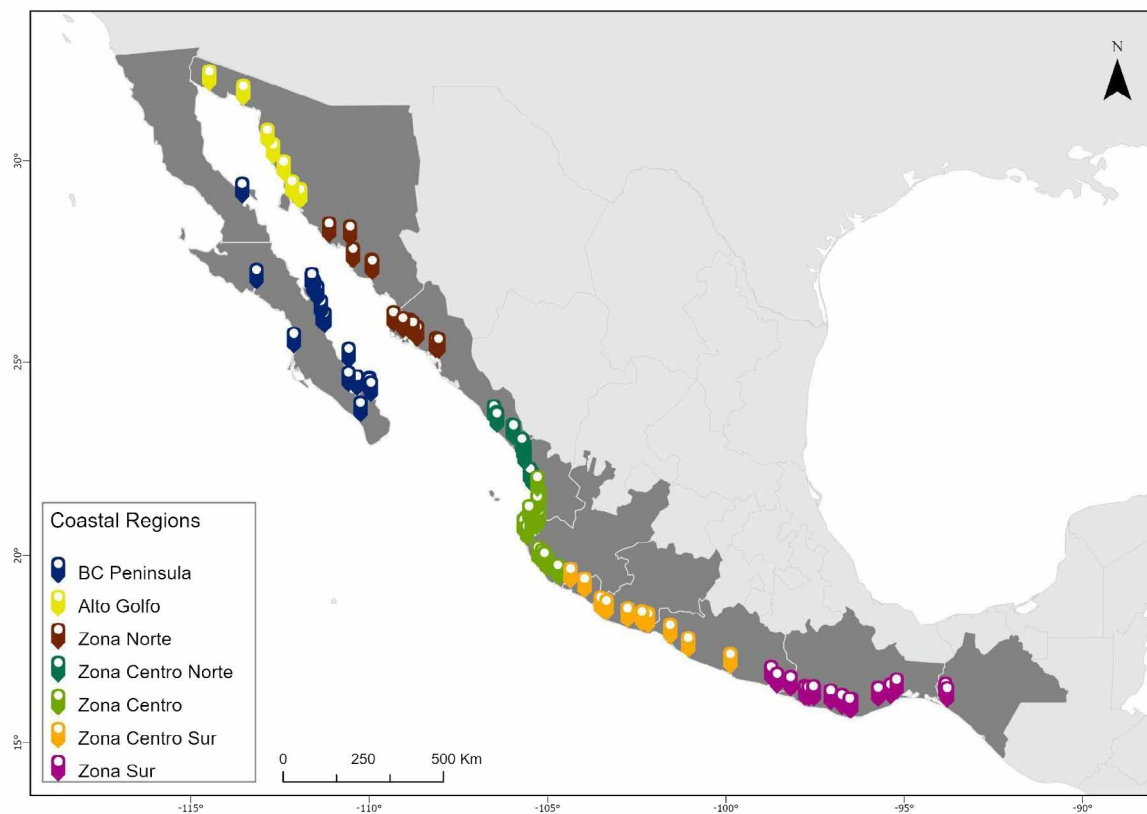 N
30°
25°
20°
15°
Coastal Regions
BC Peninsula
Alto Golfo
Zona Norte
Zona Centro Norte
Zona Centro
Zona Centro Sur
Zona Sur
0 250 500 Km
-115° -110° -105° -100° -95° -90°